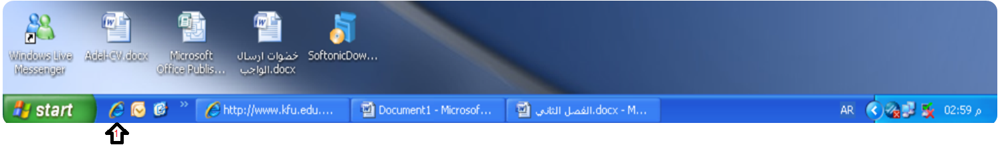 Windows Live
Messenger
Adel-CV.docx
Microsoft
Office Publis...
خضوات ارسال
الواجب.docx
SoftonicDow...
start
»
http://www.kfu.edu....
Document1 - Microsof...
الفصل الثاني.docx - M...
AR
02:59 م
1